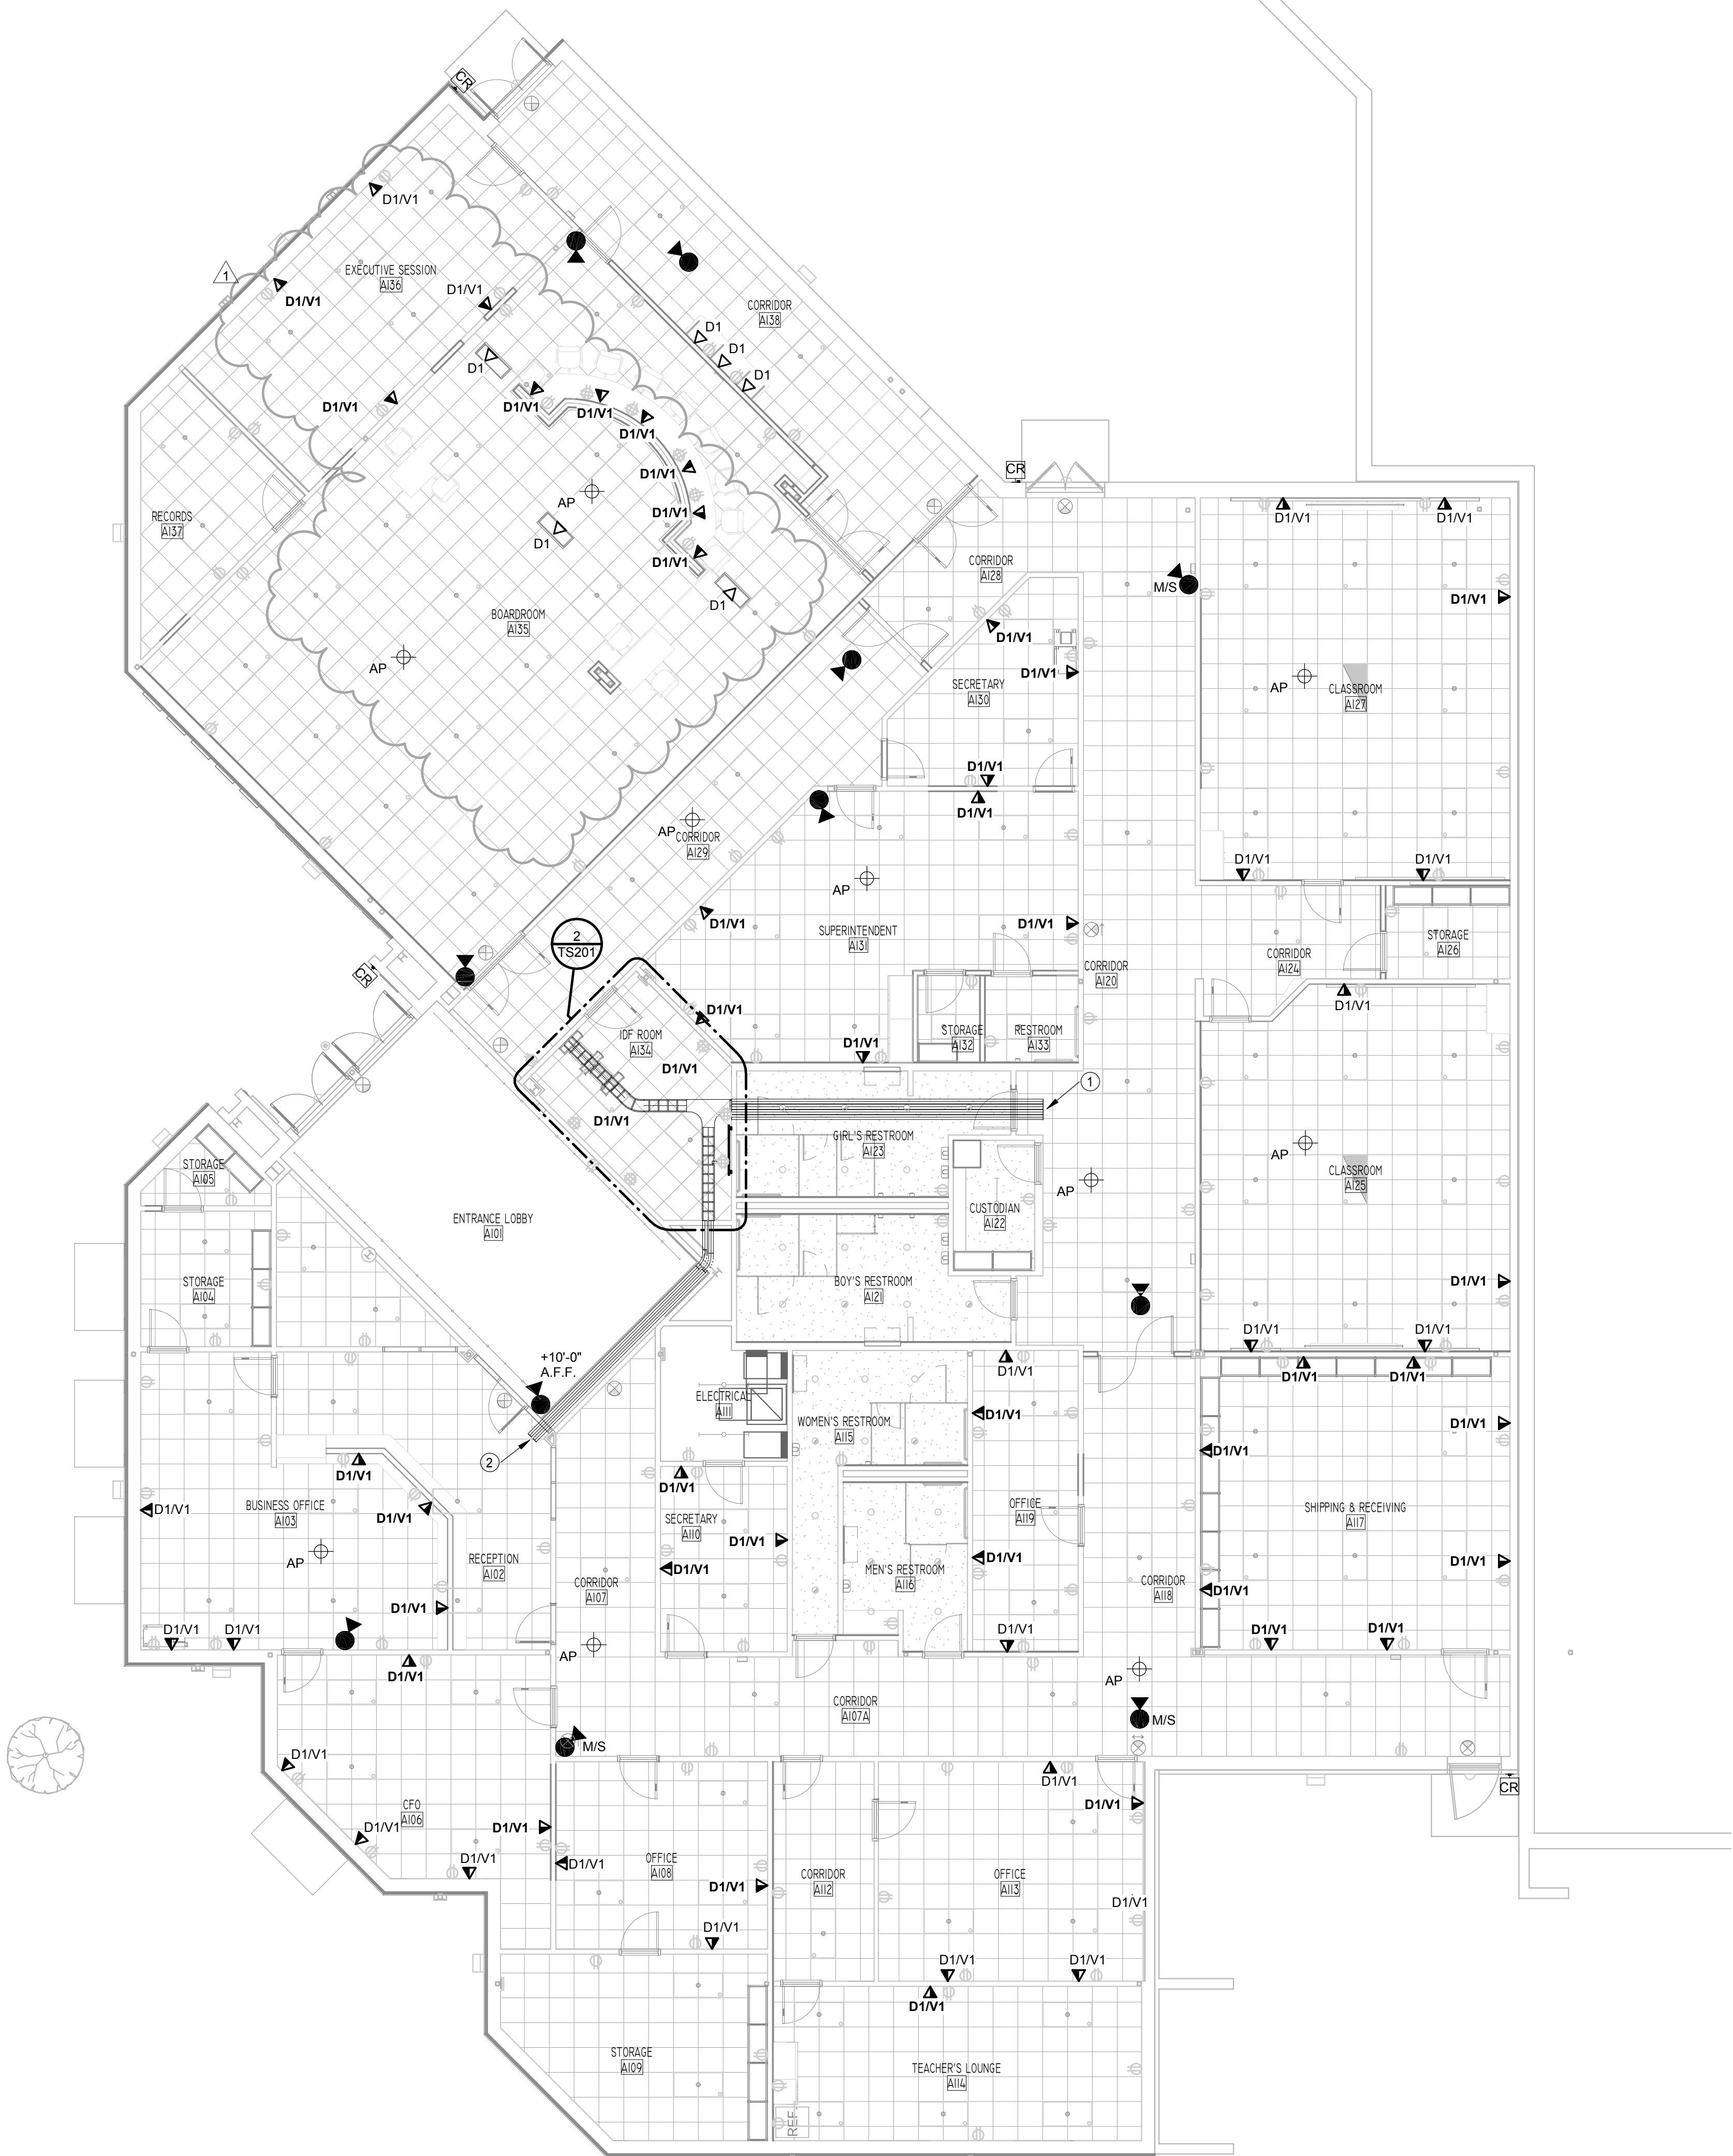 CR
D1/V1
EXECUTIVE SESSION
A136
1
D1/V1
D1/V1
CORRIDOR
A138
D1
D1
D1
D1
D1/V1
D1/V1
D1/V1
D1/V1
D1/V1
D1/V1
D1/V1
AP
RECORDS
A137
D1
D1
BOARDROOM
A135
AP
CR
CORRIDOR
A128
M/S
D1/V1
D1/V1
D1/V1
D1/V1
D1/V1
SECRETARY
A130
AP
CLASSROOM
A127
D1/V1
D1/V1
AP
CORRIDOR
A129
AP
D1/V1
D1/V1
D1/V1
D1/V1
SUPERINTENDENT
A131
CORRIDOR
A120
CORRIDOR
A124
STORAGE
A126
2
TS201
CR
D1/V1
D1/V1
IDF ROOM
A134
D1/V1
D1/V1
D1/V1
STORAGE
A132
RESTROOM
A133
1
GIRL'S RESTROOM
A123
AP
CLASSROOM
A125
AP
STORAGE
A105
CUSTODIAN
A122
ENTRANCE LOBBY
A101
STORAGE
A104
BOY'S RESTROOM
A121
D1/V1
D1/V1
D1/V1
+10'-0"
A.F.F.
2
ELECTRICAL
A111
WOMEN'S RESTROOM
A115
D1/V1
D1/V1
D1/V1
D1/V1
D1/V1
D1/V1
D1/V1
D1/V1
D1/V1
D1/V1
BUSINESS OFFICE
A103
SECRETARY
A110
D1/V1
D1/V1
OFFICE
A119
SHIPPING & RECEIVING
A117
AP
RECEPTION
A102
CORRIDOR
A107
MEN'S RESTROOM
A116
D1/V1
CORRIDOR
A118
D1/V1
D1/V1
D1/V1
D1/V1
D1/V1
D1/V1
D1/V1
D1/V1
D1/V1
AP
AP
CORRIDOR
A107A
M/S
M/S
D1/V1
D1/V1
D1/V1
CR
CFO
A106
D1/V1
D1/V1
D1/V1
D1/V1
OFFICE
A108
D1/V1
D1/V1
CORRIDOR
A112
OFFICE
A113
D1/V1
D1/V1
D1/V1
D1/V1
STORAGE
A109
TEACHER'S LOUNGE
A114
REF.